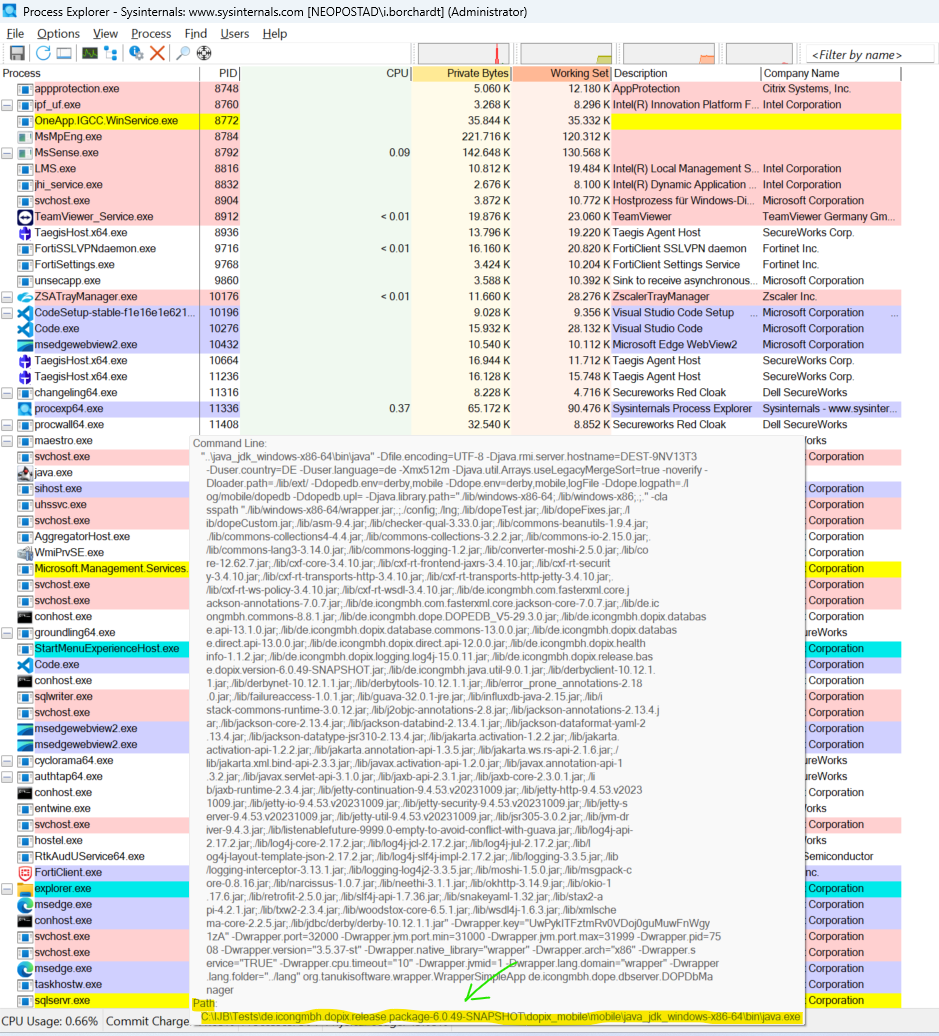 Process Explorer - Sysinternals: www.sysinternals.com [NEOPOSTAD\i.borchardt] (Administrator)
File Options View Process Find Users Help
<Filter by name>
Process PID CPU Private Bytes Working Set Description Company Name
appprotection.exe 8748 5.060 K 12.180 K AppProtection Citrix Systems, Inc.
ipf_uf.exe 8760 3.268 K 8.296 K Intel(R) Innovation Platform F... Intel Corporation
OneApp.IGCC.WinService.exe 8772 35.844 K 35.332 K
MsMpEng.exe 8784 221.716 K 120.312 K
MsSense.exe 8792 0.09 142.648 K 130.568 K
LMS.exe 8816 10.812 K 19.484 K Intel(R) Local Management S... Intel Corporation
jhi_service.exe 8832 2.676 K 8.100 K Intel(R) Dynamic Application ... Intel Corporation
svchost.exe 8904 3.872 K 10.772 K Hostprozess für Windows-Di... Microsoft Corporation
TeamViewer_Service.exe 8912 < 0.01 19.876 K 23.060 K TeamViewer TeamViewer Germany Gm...
TaegisHost.x64.exe 8936 13.796 K 19.220 K Taegis Agent Host SecureWorks Corp.
FortiSSLVPNdaemon.exe 9716 < 0.01 16.160 K 20.820 K FortiClient SSLVPN daemon Fortinet Inc.
FortiSettings.exe 9768 3.424 K 10.204 K FortiClient Settings Service Fortinet Inc.
unsecapp.exe 9860 3.588 K 10.392 K Sink to receive asynchronous... Microsoft Corporation
ZSATrayManager.exe 10176 < 0.01 11.660 K 28.276 K ZscalerTrayManager Zscaler Inc.
CodeSetup-stable-f1e16e1e621... 10196 9.028 K 9.356 K Visual Studio Code Setup ... Microsoft Corporation ...
Code.exe 10276 15.932 K 28.132 K Visual Studio Code Microsoft Corporation
msedgewebview2.exe 10432 10.540 K 10.112 K Microsoft Edge WebView2 Microsoft Corporation
TaegisHost.x64.exe 10664 16.944 K 11.712 K Taegis Agent Host SecureWorks Corp.
TaegisHost.x64.exe 11236 16.128 K 15.748 K Taegis Agent Host SecureWorks Corp.
changeling64.exe 11316 8.228 K 4.716 K Secureworks Red Cloak Dell SecureWorks
procexp64.exe 11336 0.37 65.172 K 90.476 K Sysinternals Process Explorer Sysinternals - www.sysinter...
procwall64.exe 11408 32.540 K 8.852 K Secureworks Red Cloak Dell SecureWorks
maestro.exe
svchost.exe
java.exe
sihost.exe
uhssvc.exe
svchost.exe
AggregatorHost.exe
WmiPrvSE.exe
Microsoft.Management.Services.
svchost.exe
svchost.exe
conhost.exe
groundling64.exe
StartMenuExperienceHost.exe
Code.exe
conhost.exe
sqlwriter.exe
svchost.exe
msedgewebview2.exe
msedgewebview2.exe
cyclorama64.exe
authtap64.exe
conhost.exe
entwine.exe
svchost.exe
hostel.exe
RtkAudUService64.exe
FortiClient.exe
explorer.exe
msedge.exe
conhost.exe
svchost.exe
svchost.exe
msedge.exe
taskhostw.exe
sqlservr.exe
Command Line:
"..\java_jdk_windows-x86-64\bin\java" -Dfile.encoding=UTF-8 -Djava.rmi.server.hostname=DEST-9NV13T3
-Duser.country=DE -Duser.language=de -Xmx512m -Djava.util.Arrays.useLegacyMergeSort=true -noverify -
Dloader.path=./lib/ext/ -Ddopedb.env=derby,mobile -Ddope.env=derby,mobile,logFile -Ddope.logpath=./l
og/mobile/dopedb -Ddopedb.upl= -Djava.library.path="./lib/windows-x86-64;./lib/windows-x86;.;." -cla
sspath "./lib/windows-x86-64/wrapper.jar;.;./config;./lng;./lib/dopeTest.jar;./lib/dopeFixes.jar;./l
ib/dopeCustom.jar;./lib/asm-9.4.jar;./lib/checker-qual-3.33.0.jar;./lib/commons-beanutils-1.9.4.jar;
./lib/commons-collections4-4.4.jar;./lib/commons-collections-3.2.2.jar;./lib/commons-io-2.15.0.jar;.
/lib/commons-lang3-3.14.0.jar;./lib/commons-logging-1.2.jar;./lib/converter-moshi-2.5.0.jar;./lib/co
re-12.62.7.jar;./lib/cxf-core-3.4.10.jar;./lib/cxf-rt-frontend-jaxrs-3.4.10.jar;./lib/cxf-rt-securit
y-3.4.10.jar;./lib/cxf-rt-transports-http-3.4.10.jar;./lib/cxf-rt-transports-http-jetty-3.4.10.jar;.
/lib/cxf-rt-ws-policy-3.4.10.jar;./lib/cxf-rt-wsdl-3.4.10.jar;./lib/de.icongmbh.com.fasterxml.core.j
ackson-annotations-7.0.7.jar;./lib/de.icongmbh.com.fasterxml.core.jackson-core-7.0.7.jar;./lib/de.ic
ongmbh.commons-8.8.1.jar;./lib/de.icongmbh.dope.DOPEDB_V5-29.3.0.jar;./lib/de.icongmbh.dopix.databas
e.api-13.1.0.jar;./lib/de.icongmbh.dopix.database.commons-13.0.0.jar;./lib/de.icongmbh.dopix.databas
e.direct.api-13.0.0.jar;./lib/de.icongmbh.dopix.direct.api-12.0.0.jar;./lib/de.icongmbh.dopix.health
info-1.1.2.jar;./lib/de.icongmbh.dopix.logging.log4j-15.0.11.jar;./lib/de.icongmbh.dopix.release.bas
e.dopix.version-6.0.49-SNAPSHOT.jar;./lib/de.icongmbh.java.util-9.0.1.jar;./lib/derbyclient-10.12.1.
1.jar;./lib/derbynet-10.12.1.1.jar;./lib/derbytools-10.12.1.1.jar;./lib/error_prone_annotations-2.18
.0.jar;./lib/failureaccess-1.0.1.jar;./lib/guava-32.0.1-jre.jar;./lib/influxdb-java-2.15.jar;./lib/i
stack-commons-runtime-3.0.12.jar;./lib/j2objc-annotations-2.8.jar;./lib/jackson-annotations-2.13.4.j
ar;./lib/jackson-core-2.13.4.jar;./lib/jackson-databind-2.13.4.1.jar;./lib/jackson-dataformat-yaml-2
.13.4.jar;./lib/jackson-datatype-jsr310-2.13.4.jar;./lib/jakarta.activation-1.2.2.jar;./lib/jakarta.
activation-api-1.2.2.jar;./lib/jakarta.annotation-api-1.3.5.jar;./lib/jakarta.ws.rs-api-2.1.6.jar;./
lib/jakarta.xml.bind-api-2.3.3.jar;./lib/javax.activation-api-1.2.0.jar;./lib/javax.annotation-api-1
.3.2.jar;./lib/javax.servlet-api-3.1.0.jar;./lib/jaxb-api-2.3.1.jar;./lib/jaxb-core-2.3.0.1.jar;./li
b/jaxb-runtime-2.3.4.jar;./lib/jetty-continuation-9.4.53.v20231009.jar;./lib/jetty-http-9.4.53.v2023
1009.jar;./lib/jetty-io-9.4.53.v20231009.jar;./lib/jetty-security-9.4.53.v20231009.jar;./lib/jetty-s
erver-9.4.53.v20231009.jar;./lib/jetty-util-9.4.53.v20231009.jar;./lib/jsr305-3.0.2.jar;./lib/jvm-dr
iver-9.4.3.jar;./lib/listenablefuture-9999.0-empty-to-avoid-conflict-with-guava.jar;./lib/log4j-api-
2.17.2.jar;./lib/log4j-core-2.17.2.jar;./lib/log4j-jcl-2.17.2.jar;./lib/log4j-jul-2.17.2.jar;./lib/l
og4j-layout-template-json-2.17.2.jar;./lib/log4j-slf4j-impl-2.17.2.jar;./lib/logging-3.3.5.jar;./lib
/logging-interceptor-3.13.1.jar;./lib/logging-log4j2-3.3.5.jar;./lib/moshi-1.5.0.jar;./lib/msgpack-c
ore-0.8.16.jar;./lib/narcissus-1.0.7.jar;./lib/neethi-3.1.1.jar;./lib/okhttp-3.14.9.jar;./lib/okio-1
.17.6.jar;./lib/retrofit-2.5.0.jar;./lib/slf4j-api-1.7.36.jar;./lib/snakeyaml-1.32.jar;./lib/stax2-a
pi-4.2.1.jar;./lib/txw2-2.3.4.jar;./lib/woodstox-core-6.5.1.jar;./lib/wsdl4j-1.6.3.jar;./lib/xmlsche
ma-core-2.2.5.jar;./lib/jdbc/derby/derby-10.12.1.1.jar" -Dwrapper.key="UwPykITFztmRv0VDoj0guMuwFnWgy
1zA" -Dwrapper.port=32000 -Dwrapper.jvm.port.min=31000 -Dwrapper.jvm.port.max=31999 -Dwrapper.pid=75
08 -Dwrapper.version="3.5.37-st" -Dwrapper.native_library="wrapper" -Dwrapper.arch="x86" -Dwrapper.s
ervice="TRUE" -Dwrapper.cpu.timeout="10" -Dwrapper.jvmid=1 -Dwrapper.lang.domain="wrapper" -Dwrapper
.lang.folder="../lang" org.tanukisoftware.wrapper.WrapperSimpleApp de.icongmbh.dope.dbserver.DOPDbMa
nager
Path:
C:\IJB\Tests\de.icongmbh.dopix.release.package-6.0.49-SNAPSHOT\dopix_mobile\mobile\java_jdk_windows-x86-64\bin\java.exe
CPU Usage: 0.66% Commit Charge